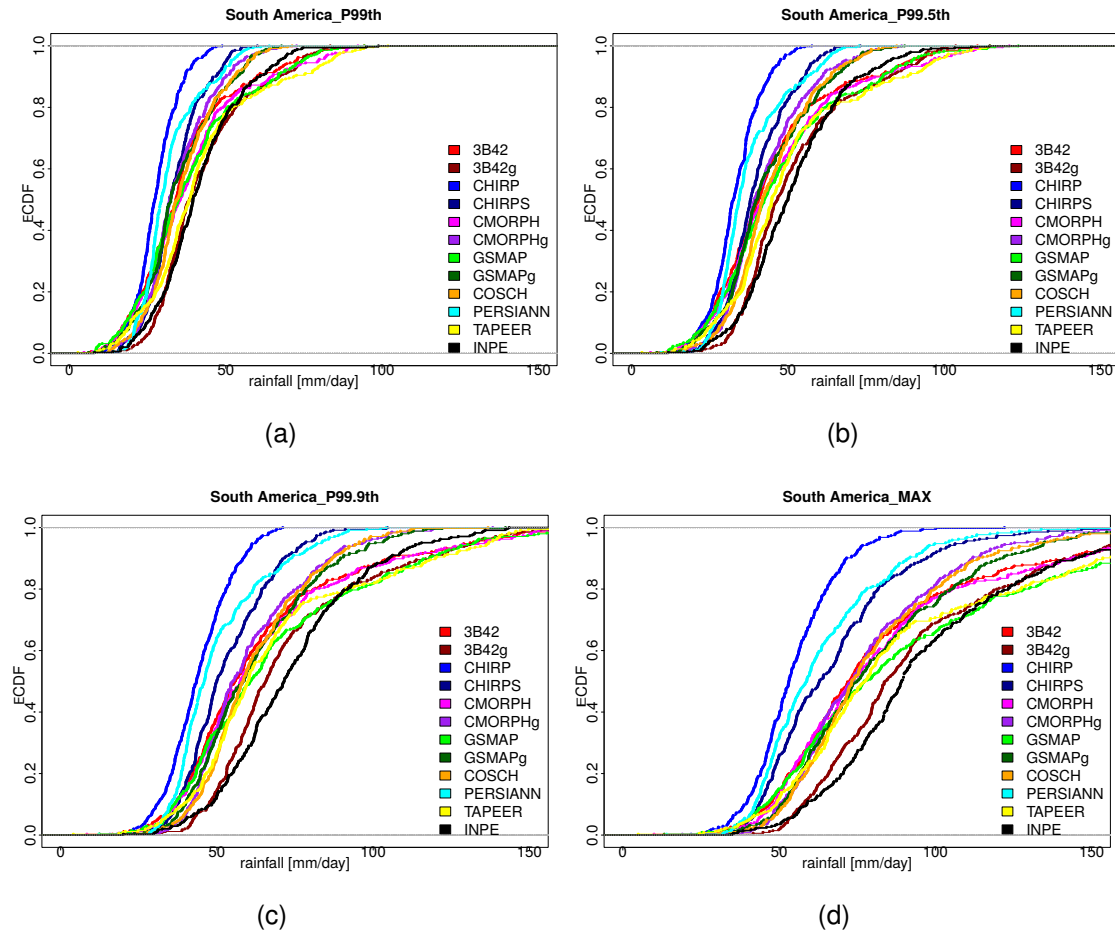 South America_P99th
ECDF
0.0 0.2 0.4 0.6 0.8 1.0
3B42
3B42g
CHIRP
CHIRPS
CMORPH
CMORPHg
GSMAP
GSMAPg
COSCH
PERSIANN
TAPEER
INPE
0 50 100 150
rainfall [mm/day]
(a)
South America_P99.5th
ECDF
0.0 0.2 0.4 0.6 0.8 1.0
3B42
3B42g
CHIRP
CHIRPS
CMORPH
CMORPHg
GSMAP
GSMAPg
COSCH
PERSIANN
TAPEER
INPE
0 50 100 150
rainfall [mm/day]
(b)
South America_P99.9th
ECDF
0.0 0.2 0.4 0.6 0.8 1.0
3B42
3B42g
CHIRP
CHIRPS
CMORPH
CMORPHg
GSMAP
GSMAPg
COSCH
PERSIANN
TAPEER
INPE
0 50 100 150
rainfall [mm/day]
(c)
South America_MAX
ECDF
0.0 0.2 0.4 0.6 0.8 1.0
3B42
3B42g
CHIRP
CHIRPS
CMORPH
CMORPHg
GSMAP
GSMAPg
COSCH
PERSIANN
TAPEER
INPE
0 50 100 150
rainfall [mm/day]
(d)